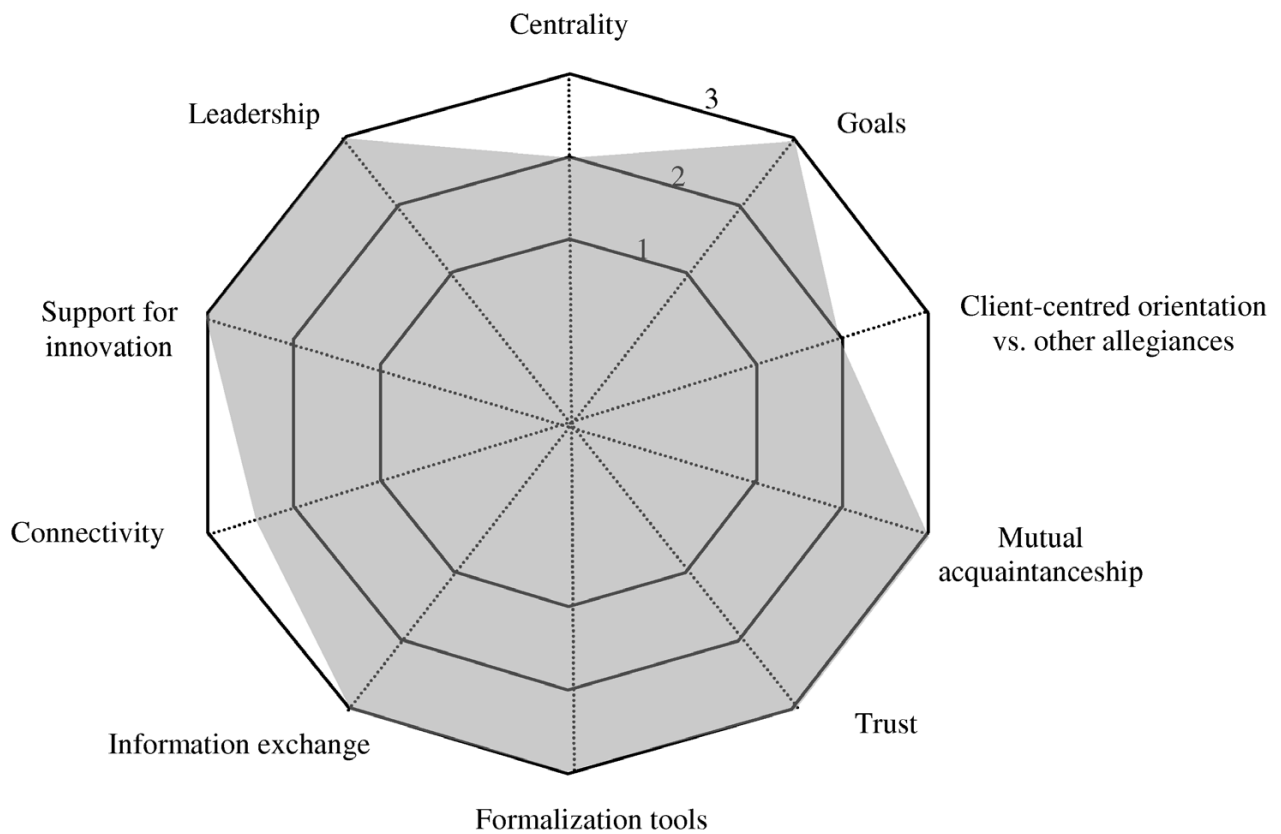 Centrality
3
Leadership
Goals
2
1
Support for
innovation
Client-centred orientation
vs. other allegiances
Connectivity
Mutual
acquaintanceship
Trust
Information exchange
Formalization tools